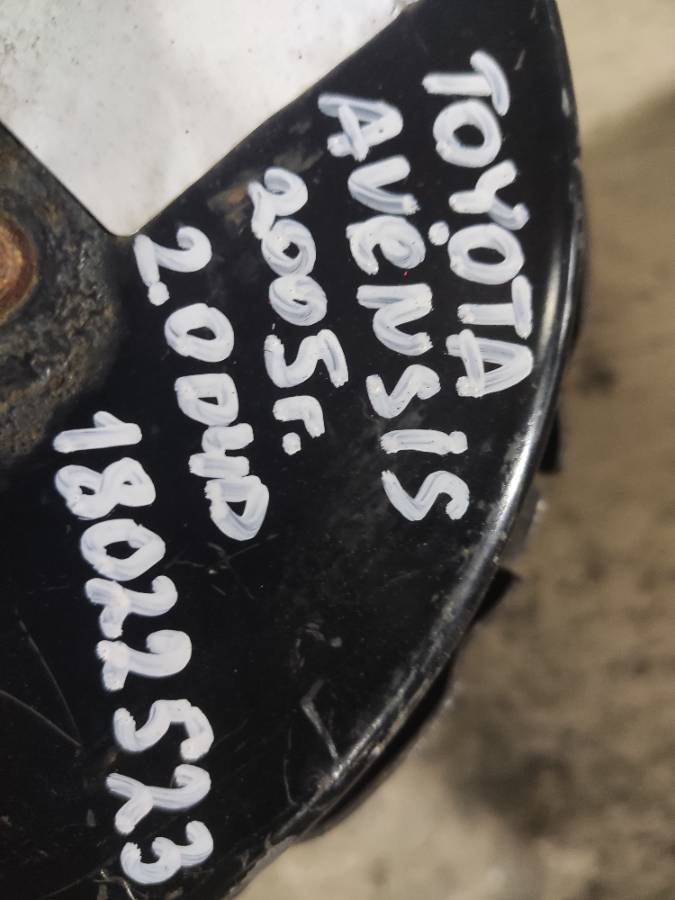 TOYOTA
AVENSIS
2005г.
2.0D4D
18022523